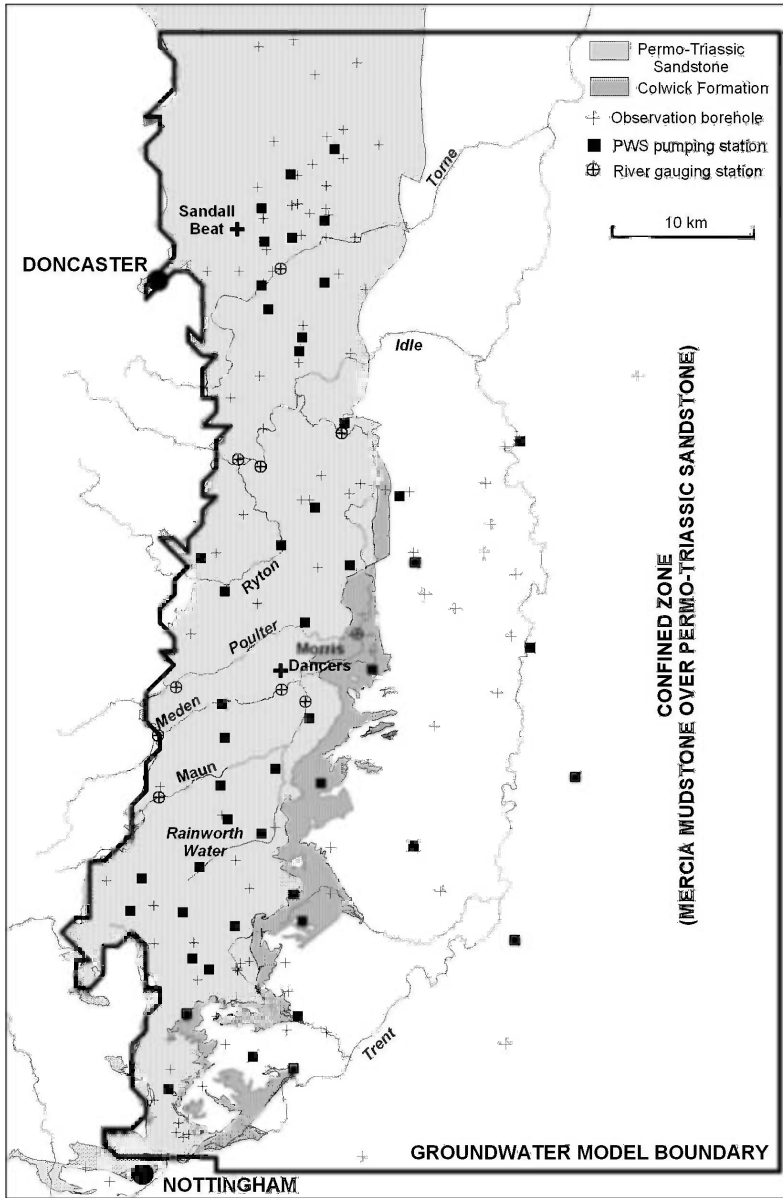 Permo-Triassic
Sandstone
Colwick Formation
Observation borehole
PWS pumping station
River gauging station
10 km
Torne
Sandall
Beat
DONCASTER
Idle
CONFINED ZONE
(MERCIA MUDSTONE OVER PERMO-TRIASSIC SANDSTONE)
Ryton
Poulter
Morris
Dancers
Meden
Maun
Rainworth
Water
Trent
GROUNDWATER MODEL BOUNDARY
NOTTINGHAM